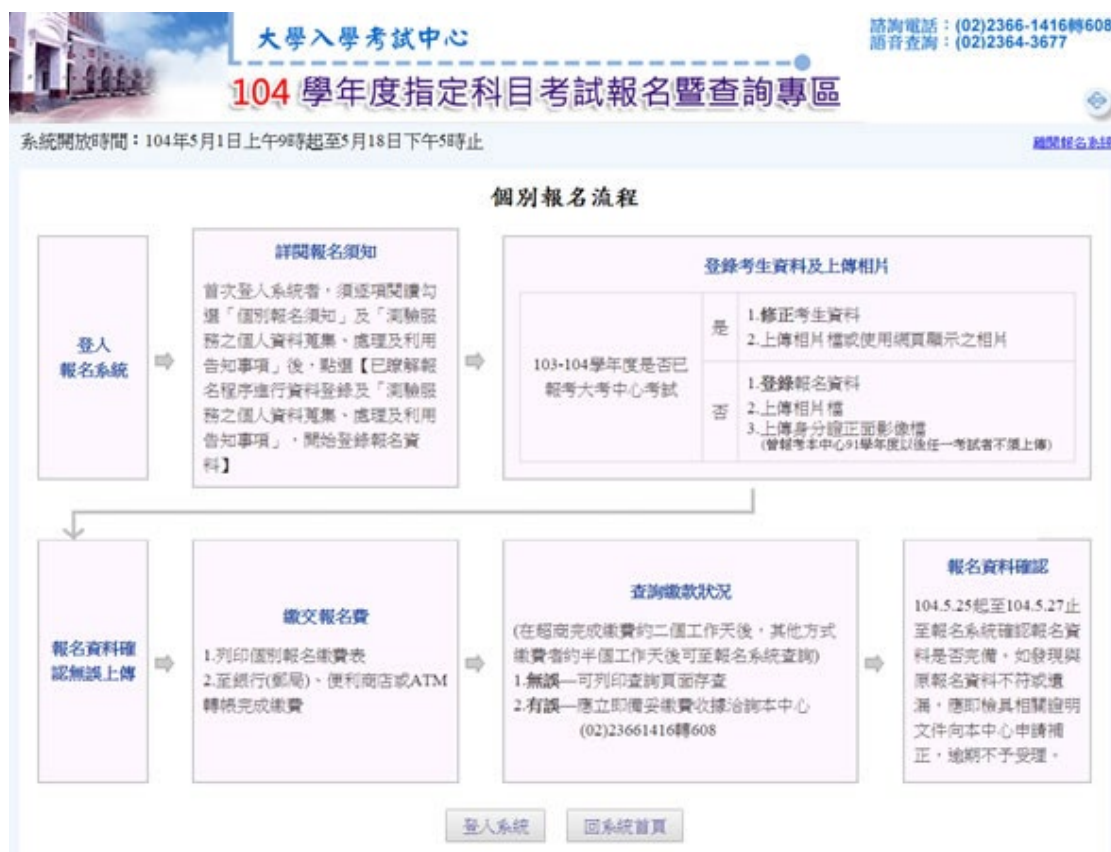 大學入學考試中心
諮詢電話：(02)2366-1416轉608
語音查詢：(02)2364-3677
104 學年度指定科目考試報名暨查詢專區
系統開放時間：104年5月1日上午9時起至5月18日下午5時止
離開報名系統
個別報名流程
登入
報名系統
詳閱報名須知
首次登入系統者，須逐項閱讀勾
選「個別報名須知」及「測驗服
務之個人資料蒐集、處理及利用
告知事項」後，點選【已瞭解報
名程序進行資料登錄及「測驗服
務之個人資料蒐集、處理及利用
告知事項」，開始登錄報名資
料】
登錄考生資料及上傳相片
103-104學年度是否已
報考大考中心考試
是
1.修正考生資料
2.上傳相片檔或使用網頁顯示之相片
否
1.登錄報名資料
2.上傳相片檔
3.上傳身分證正面影像檔
(曾報考本中心91學年度以後任一考試者不須上傳)
報名資料確
認無誤上傳
繳交報名費
1.列印個別報名繳費表
2.至銀行(郵局)、便利商店或ATM
轉帳完成繳費
查詢繳款狀況
(在超商完成繳費約二個工作天後，其他方式
繳費者約半個工作天後可至報名系統查詢)
1.無誤—可列印查詢頁面存查
2.有誤—應立即備妥繳費收據洽詢本中心
(02)23661416轉608
報名資料確認
104.5.25起至104.5.27止
至報名系統確認報名資
料是否完備，如發現與
原報名資料不符或遺
漏，應即檢具相關證明
文件向本中心申請補
正，逾期不予受理。
登入系統
回系統首頁